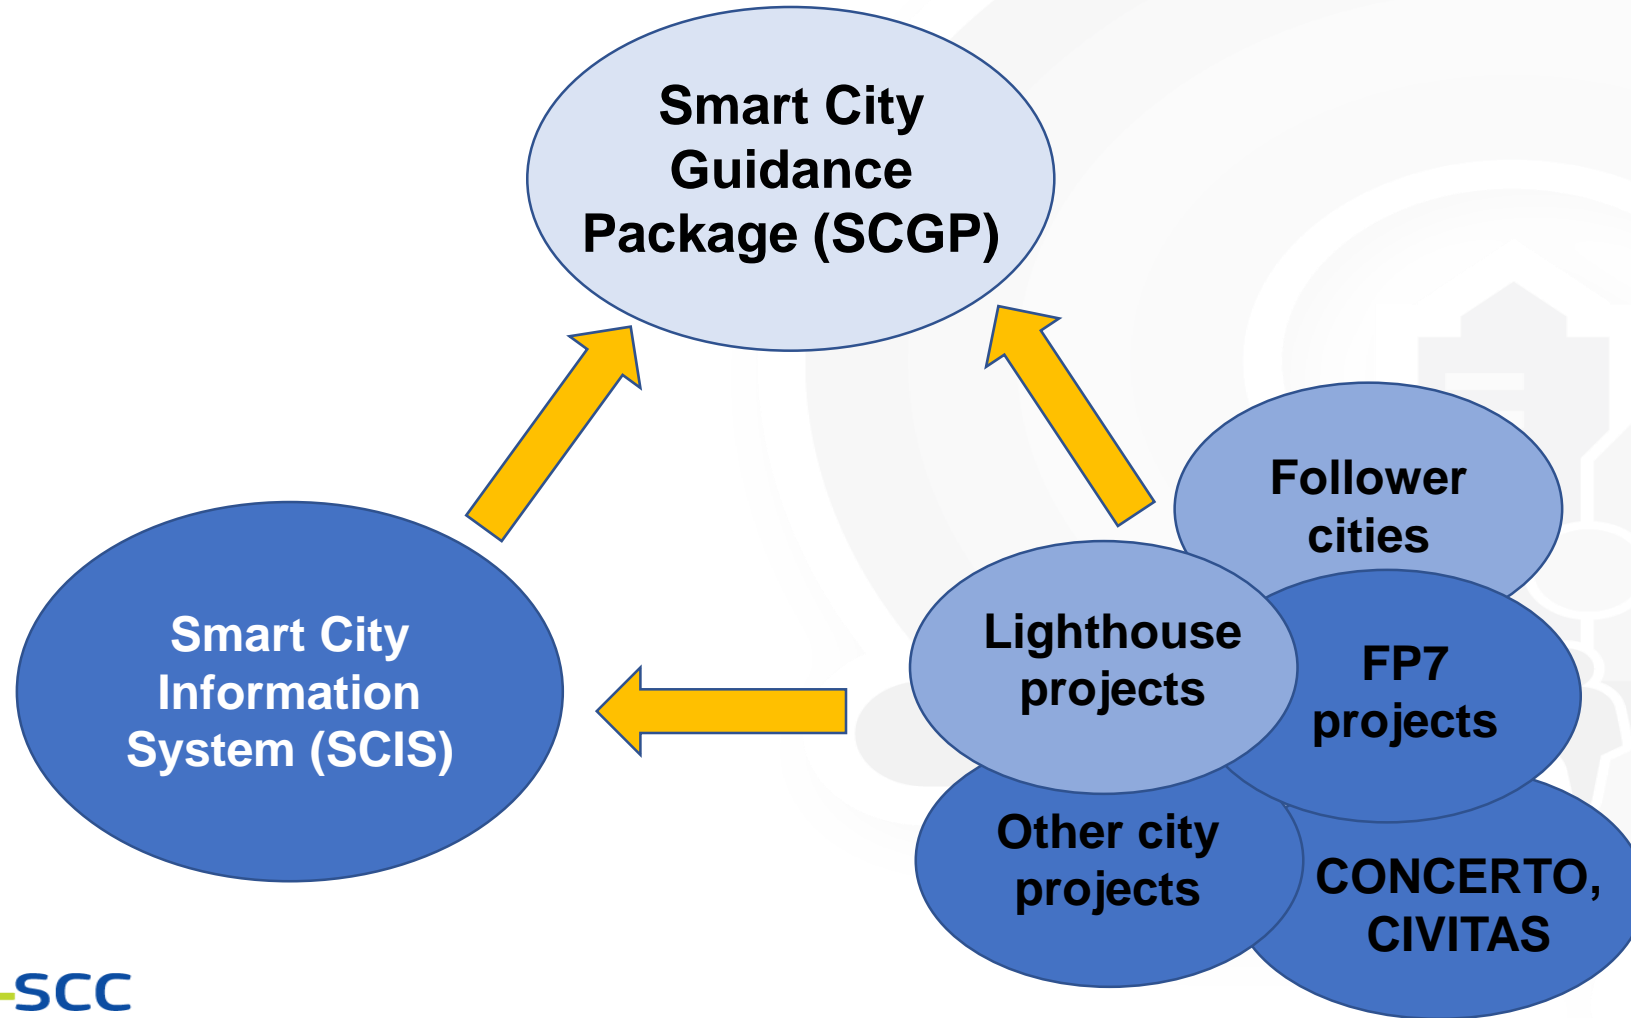 Smart City
Guidance
Package (SCGP)
Follower
cities
Lighthouse
projects
FP7
projects
Smart City
Information
System (SCIS)
Other city
projects
CONCERTO,
CIVITAS
-SCC